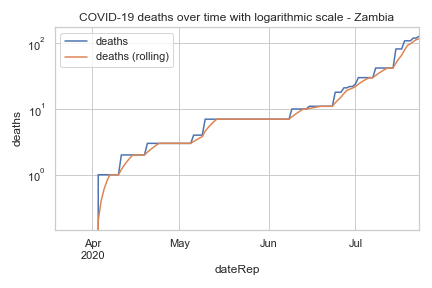 COVID-19 deaths over time with logarithmic scale - Zambia
deaths
deaths (rolling)
deaths
10²
10¹
10⁰
Apr
2020
May
Jun
Jul
dateRep